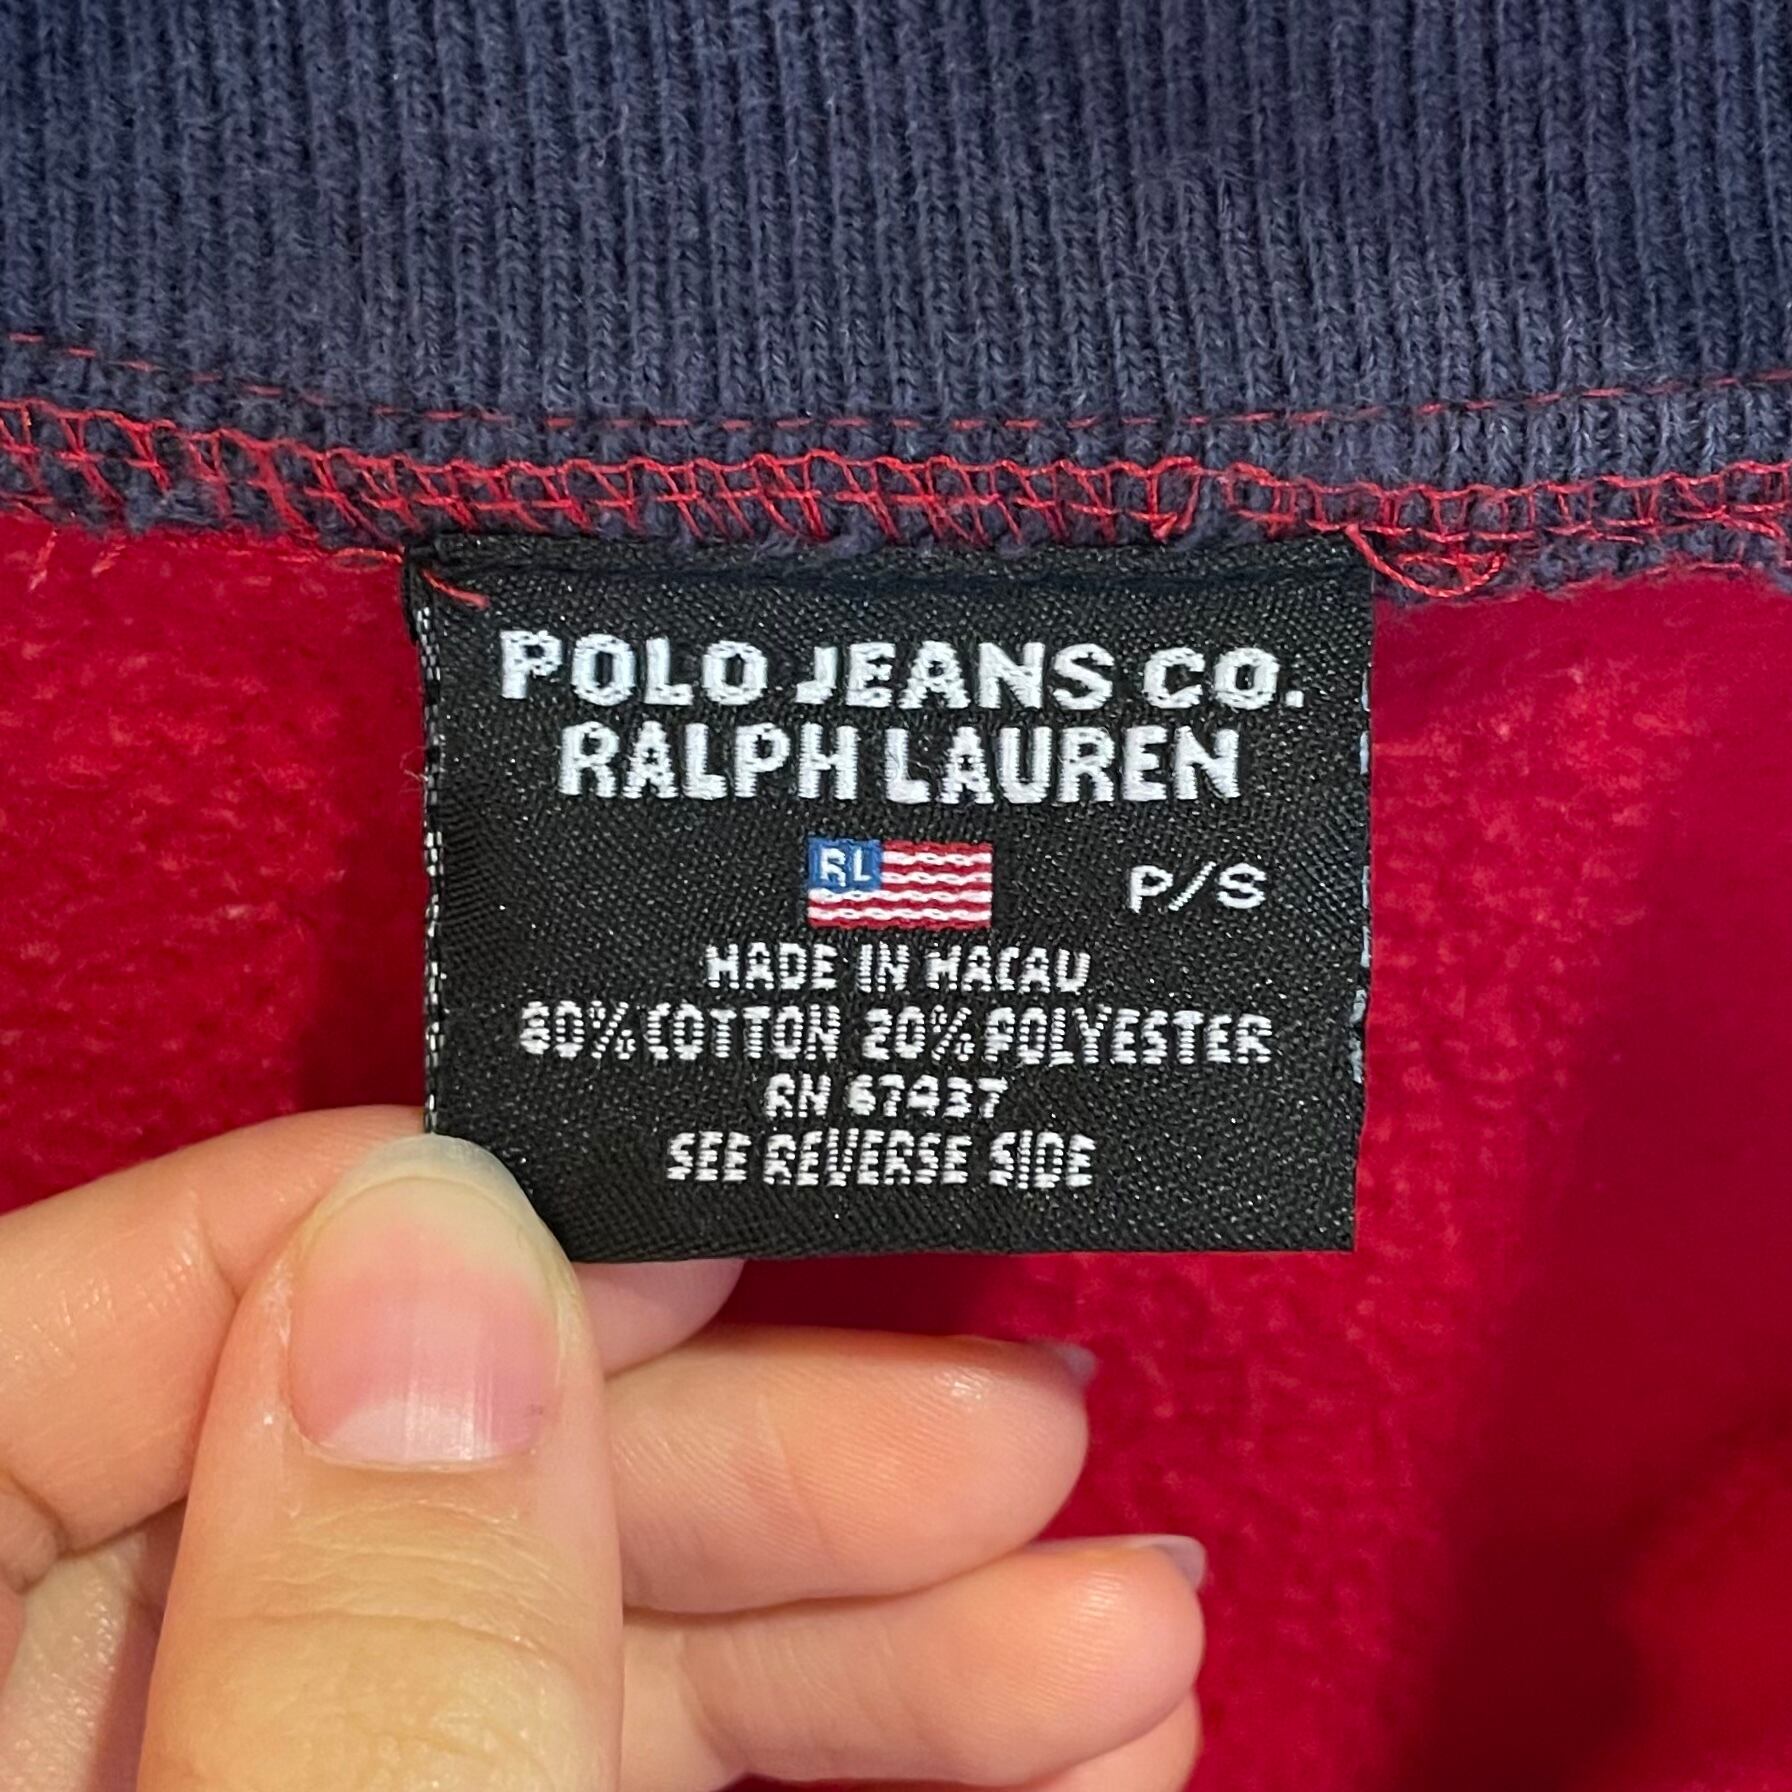 POLO JEANS CO.
RALPH LAUREN
RL
P/S
MADE IN MACAU
80% COTTON 20% POLYESTER
RN 67437
SEE REVERSE SIDE